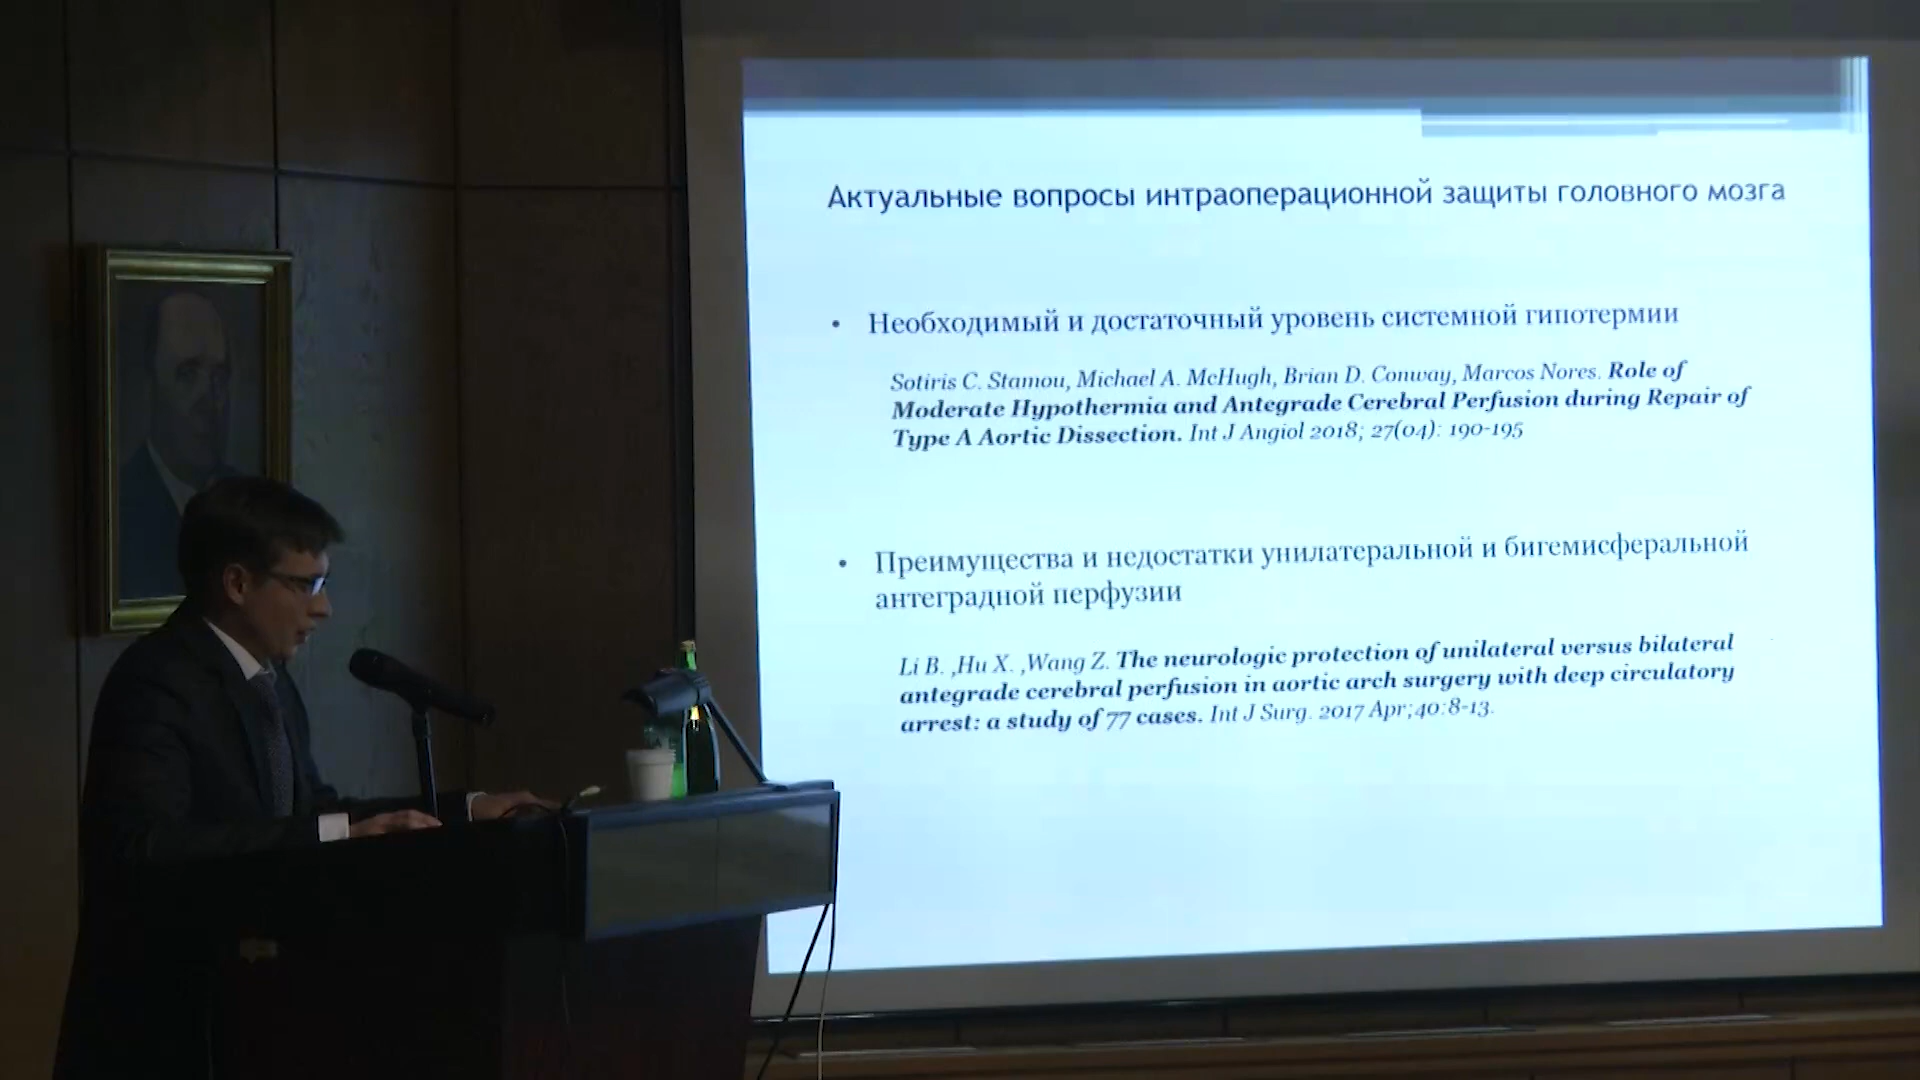 Актуальные вопросы интраоперационной защиты головного мозга
• Необходимый и достаточный уровень системной гипотермии
Sotiris C. Stamou, Michael A. McHugh, Brian D. Conway, Marcos Nores. Role of
Moderate Hypothermia and Antegrade Cerebral Perfusion during Repair of
Type A Aortic Dissection. Int J Angiol 2018; 27(04): 190-195
• Преимущества и недостатки унилатеральной и бигемисферальной
антеградной перфузии
Li B. ,Hu X. ,Wang Z. The neurologic protection of unilateral versus bilateral
antegrade cerebral perfusion in aortic arch surgery with deep circulatory
arrest: a study of 77 cases. Int J Surg. 2017 Apr;40:8-13.